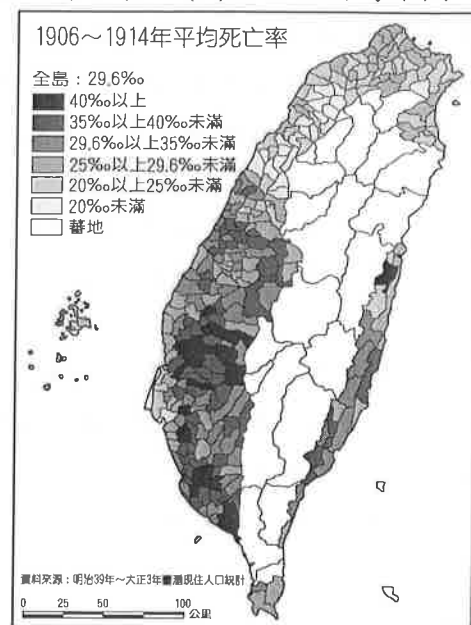 1906～1914年平均死亡率
全島：29.6‰
40‰以上
35‰以上40‰未滿
29.6‰以上35‰未滿
25‰以上29.6‰未滿
20‰以上25‰未滿
20‰未滿
蕃地
資料來源：明治39年～大正3年■灣現住人口統計
0 25 50 100
公里